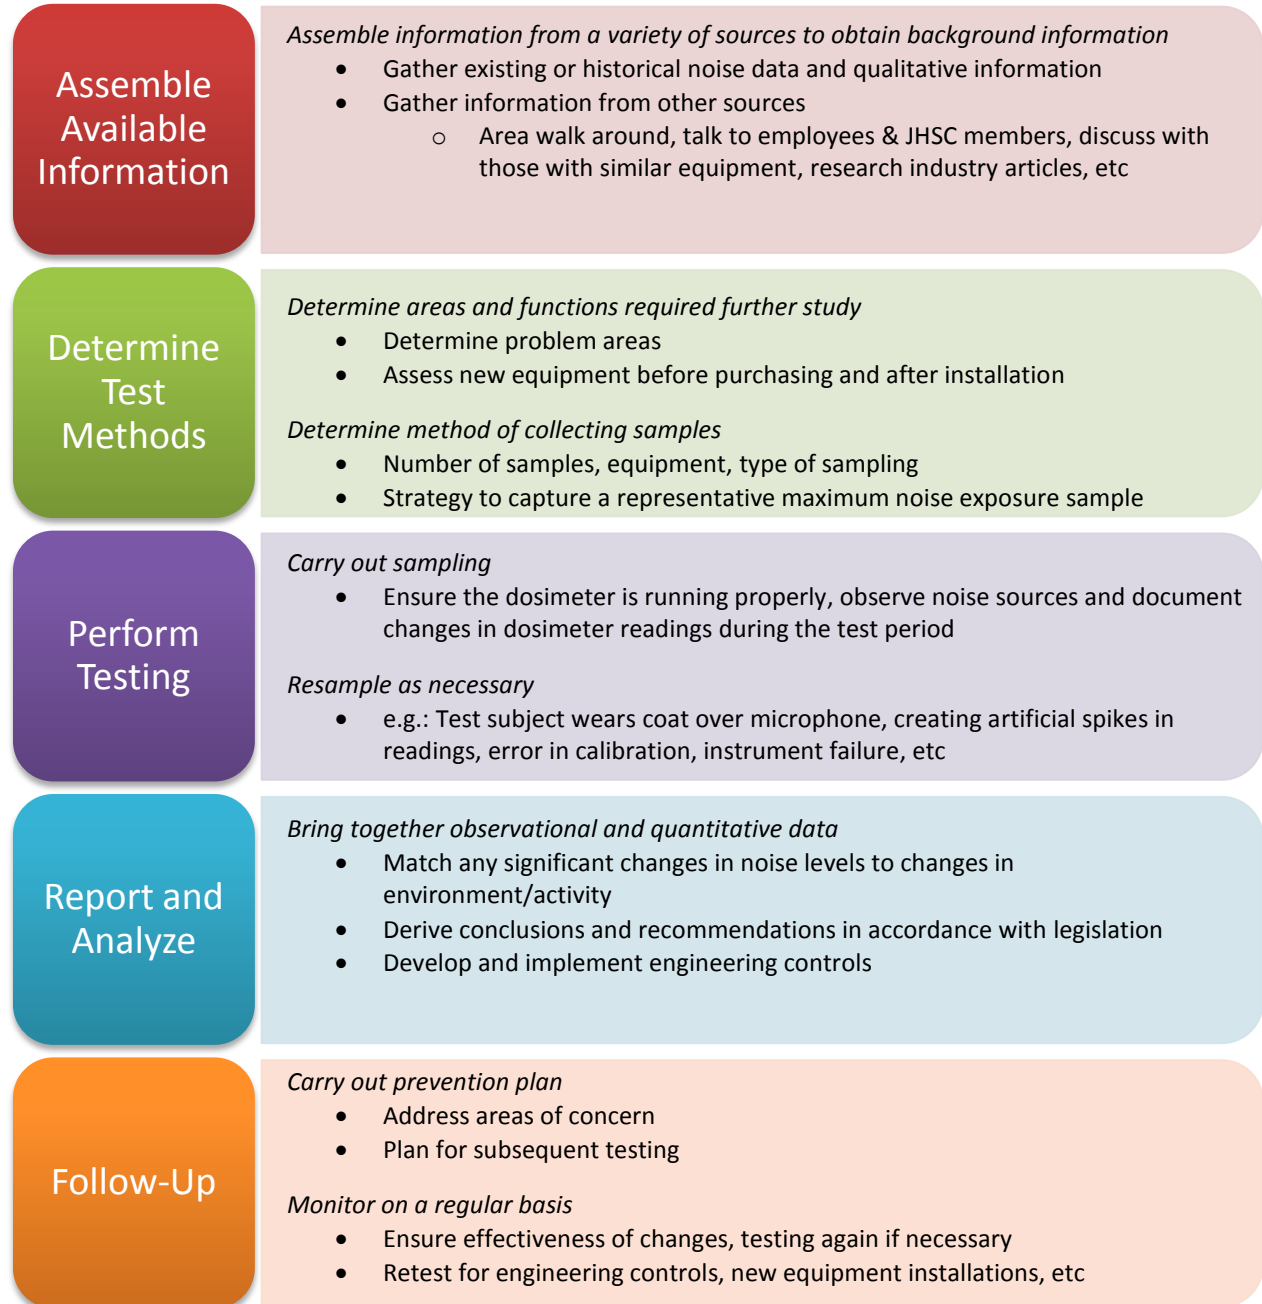 Assemble
Available
Information
Assemble information from a variety of sources to obtain background information
• Gather existing or historical noise data and qualitative information
• Gather information from other sources
o Area walk around, talk to employees & JHSC members, discuss with
those with similar equipment, research industry articles, etc
Determine
Test
Methods
Determine areas and functions required further study
• Determine problem areas
• Assess new equipment before purchasing and after installation
Determine method of collecting samples
• Number of samples, equipment, type of sampling
• Strategy to capture a representative maximum noise exposure sample
Perform
Testing
Carry out sampling
• Ensure the dosimeter is running properly, observe noise sources and document
changes in dosimeter readings during the test period
Resample as necessary
• e.g.: Test subject wears coat over microphone, creating artificial spikes in
readings, error in calibration, instrument failure, etc
Report and
Analyze
Bring together observational and quantitative data
• Match any significant changes in noise levels to changes in
environment/activity
• Derive conclusions and recommendations in accordance with legislation
• Develop and implement engineering controls
Follow-Up
Carry out prevention plan
• Address areas of concern
• Plan for subsequent testing
Monitor on a regular basis
• Ensure effectiveness of changes, testing again if necessary
• Retest for engineering controls, new equipment installations, etc